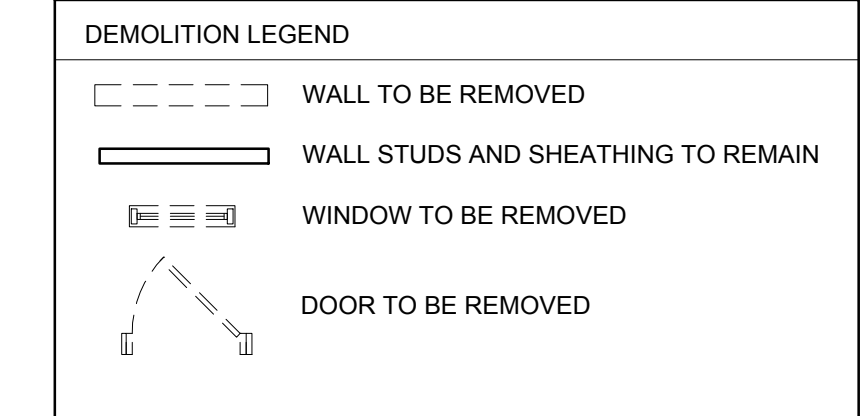 DEMOLITION LEGEND
WALL TO BE REMOVED
WALL STUDS AND SHEATHING TO REMAIN
WINDOW TO BE REMOVED
DOOR TO BE REMOVED